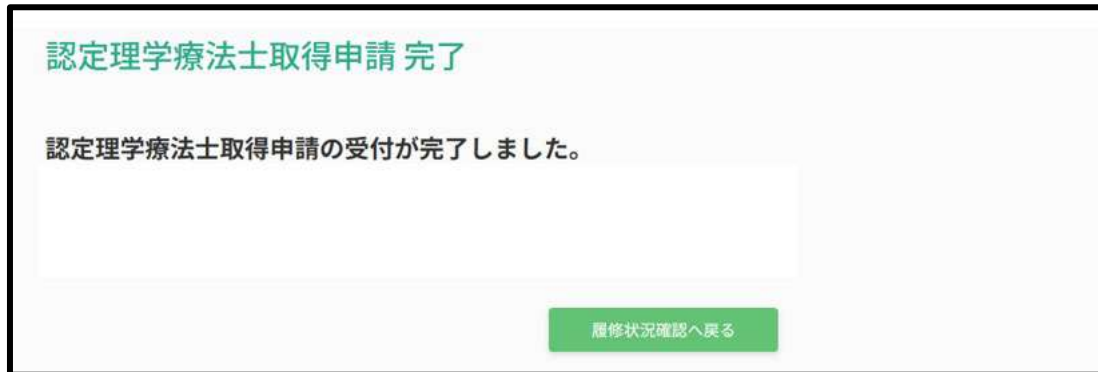 認定理学療法士取得申請 完了
認定理学療法士取得申請の受付が完了しました。
履修状況確認へ戻る